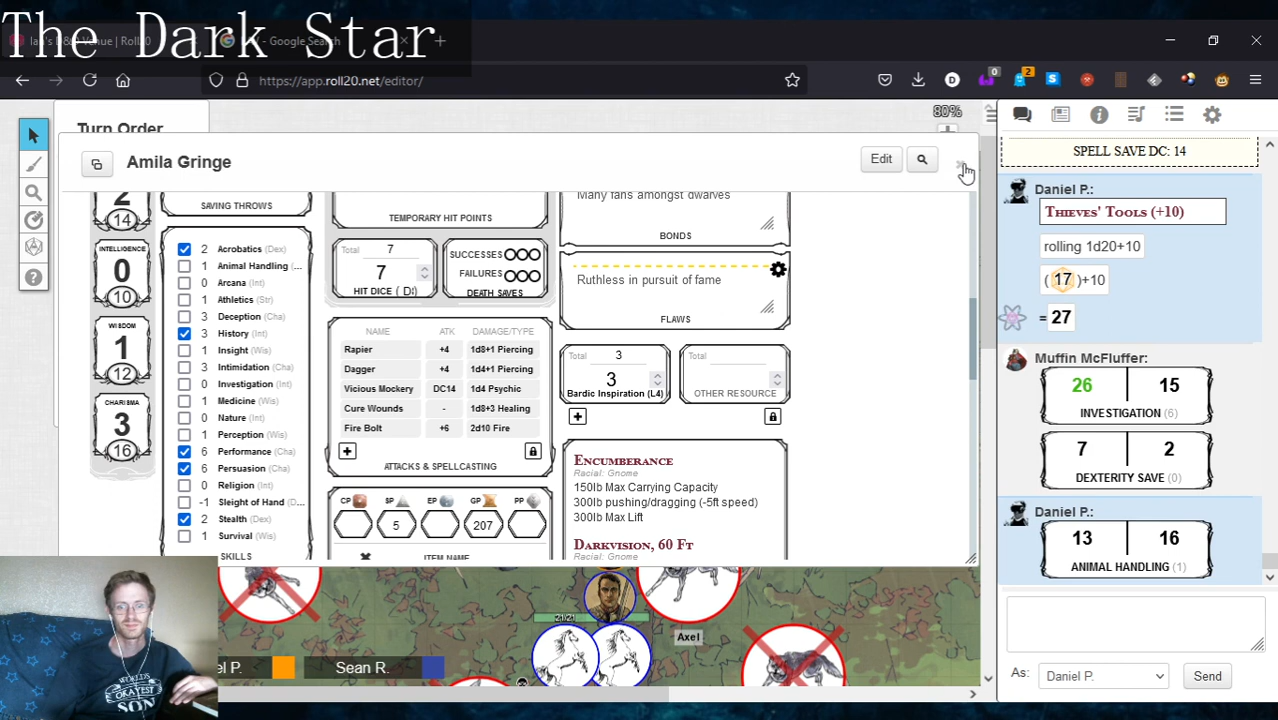 The Dark Star
Google Search
https://app.roll20.net/editor/
0
2
80%
Turn Order
Amila Gringe
Edit
14
SAVING THROWS
INTELLIGENCE
0
10
WISDOM
1
12
CHARISMA
3
16
2 Acrobatics (Dex)
1 Animal Handling (...
0 Arcana (Int)
1 Athletics (Str)
3 Deception (Cha)
3 History (Int)
1 Insight (Wis)
3 Intimidation (Cha)
0 Investigation (Int)
1 Medicine (Wis)
0 Nature (Int)
1 Perception (Wis)
6 Performance (Cha)
6 Persuasion (Cha)
0 Religion (Int)
-1 Sleight of Hand (D...
2 Stealth (Dex)
1 Survival (Wis)
SKILLS
TEMPORARY HIT POINTS
Total 7
7
HIT DICE
SUCCESSES
FAILURES
DEATH SAVES
NAME ATK DAMAGE/TYPE
Rapier +4 1d8+1 Piercing
Dagger +4 1d4+1 Piercing
Vicious Mockery DC14 1d4 Psychic
Cure Wounds - 1d8+3 Healing
Fire Bolt +6 2d10 Fire
ATTACKS & SPELLCASTING
CP SP EP GP PP
5 207
ITEM NAME
Many fans amongst dwarves
BONDS
Ruthless in pursuit of fame
FLAWS
Total 3
3
Bardic Inspiration (L4)
Total
OTHER RESOURCE
Encumberance
Racial: Gnome
150lb Max Carrying Capacity
300lb pushing/dragging (-5ft speed)
300lb Max Lift
Darkvision, 60 Ft
Racial: Gnome
SPELL SAVE DC: 14
Daniel P.:
Thieves' Tools (+10)
rolling 1d20+10
(17)+10
= 27
Muffin McFluffer:
26 15
INVESTIGATION (6)
7 2
DEXTERITY SAVE (0)
Daniel P.:
13 16
ANIMAL HANDLING (1)
As: Daniel P. Send
21/21
Axel
el P.
Sean R.
WORLD'S
OKAYEST
SON